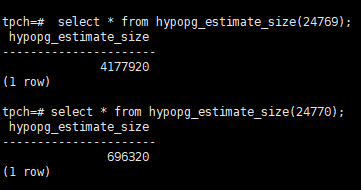 tpch=#  select * from hypopg_estimate_size(24769);
 hypopg_estimate_size
----------------------
              4177920
(1 row)

tpch=# select * from hypopg_estimate_size(24770);
 hypopg_estimate_size
----------------------
               696320
(1 row)